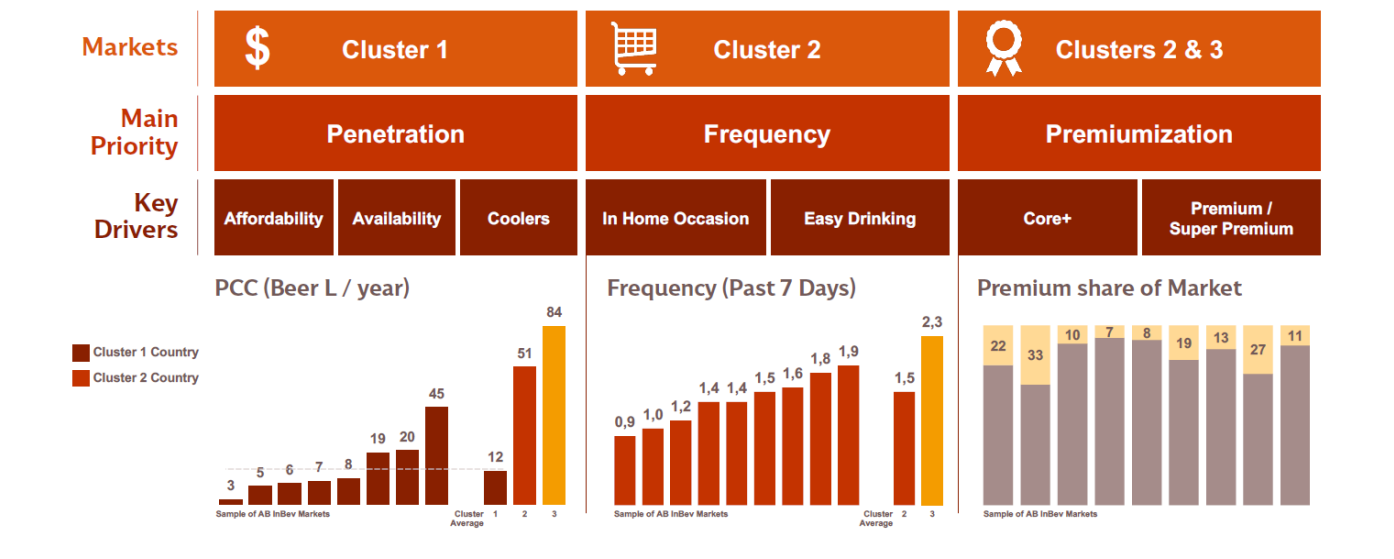 Markets
$ Cluster 1
Cluster 2
Clusters 2 & 3
Main
Priority
Penetration
Frequency
Premiumization
Key
Drivers
Affordability
Availability
Coolers
In Home Occasion
Easy Drinking
Core+
Premium /
Super Premium
PCC (Beer L / year)
Cluster 1 Country
Cluster 2 Country
3
5
6
7
8
19
20
45
12
51
84
Sample of AB InBev Markets
Cluster
Average
1
2
3
Frequency (Past 7 Days)
0,9
1,0
1,2
1,4
1,4
1,5
1,6
1,8
1,9
1,5
2,3
Sample of AB InBev Markets
Cluster
Average
2
3
Premium share of Market
22
33
10
7
8
19
13
27
11
Sample of AB InBev Markets